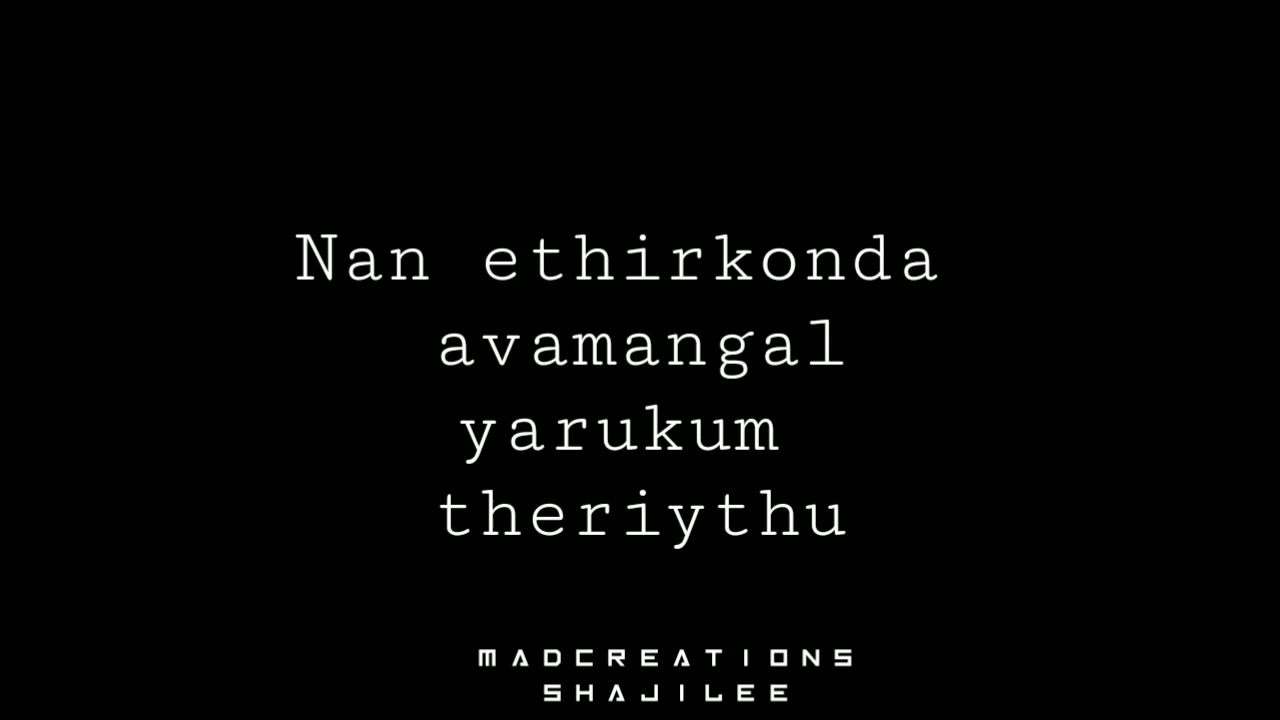 Nan ethirkonda
avamangal
yarukum
theriythu
MADCREATIONS
SHAJILEE